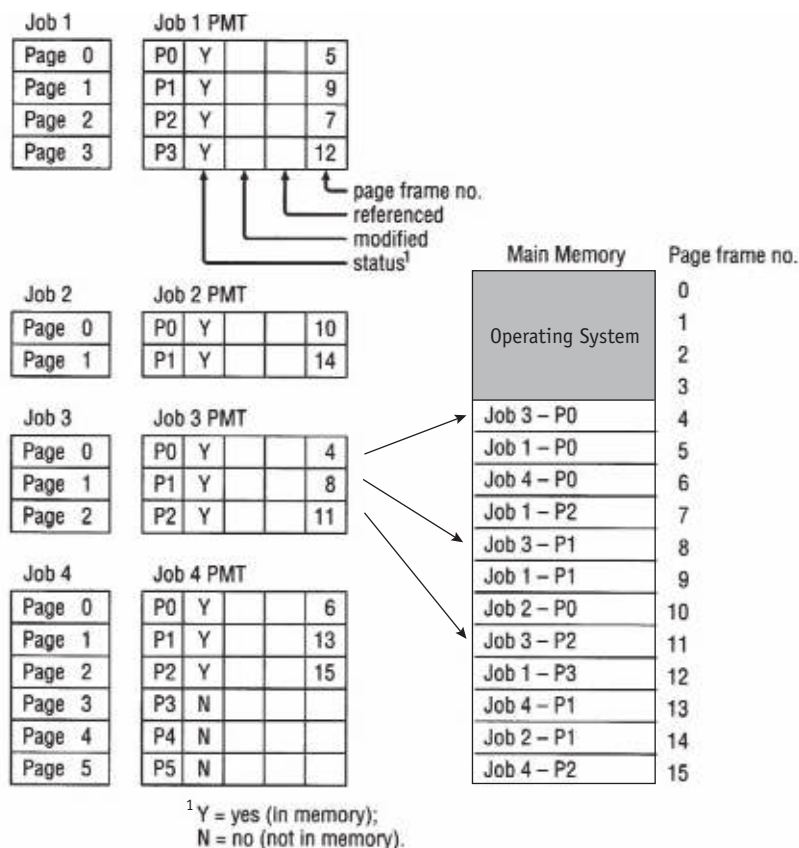 Job 1
Page 0
Page 1
Page 2
Page 3
Job 1 PMT
P0 Y 5
P1 Y 9
P2 Y 7
P3 Y 12
page frame no.
referenced
modified
status¹
Job 2
Page 0
Page 1
Job 2 PMT
P0 Y 10
P1 Y 14
Job 3
Page 0
Page 1
Page 2
Job 3 PMT
P0 Y 4
P1 Y 8
P2 Y 11
Job 4
Page 0
Page 1
Page 2
Page 3
Page 4
Page 5
Job 4 PMT
P0 Y 6
P1 Y 13
P2 Y 15
P3 N
P4 N
P5 N
¹ Y = yes (in memory);
N = no (not in memory).
Main Memory Page frame no.
Operating System
0
1
2
3
Job 3 – P0 4
Job 1 – P0 5
Job 4 – P0 6
Job 1 – P2 7
Job 3 – P1 8
Job 1 – P1 9
Job 2 – P0 10
Job 3 – P2 11
Job 1 – P3 12
Job 4 – P1 13
Job 2 – P1 14
Job 4 – P2 15